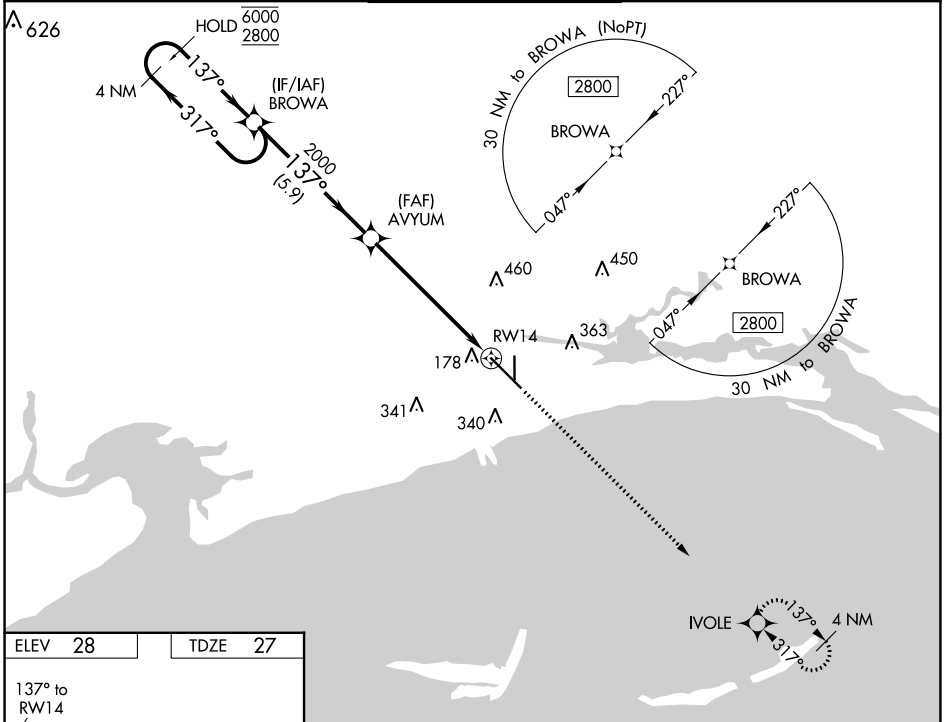 626
HOLD 6000
2800
4 NM
137°
317°
(IF/IAF)
BROWA
2000
137°
(5.9)
(FAF)
AVYUM
30 NM to BROWA (NoPT)
2800
227°
BROWA
047°
227°
BROWA
047°
2800
30 NM to BROWA
460
450
363
RW14
178
341
340
IVOLE
137°
4 NM
317°
ELEV 28
TDZE 27
137° to
RW14